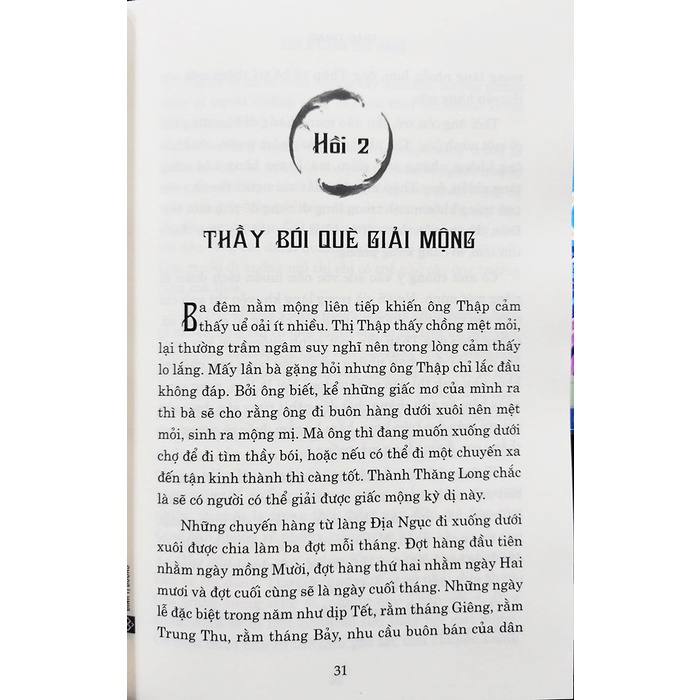 Hồi 2
THẦY BÓI QUÈ GIẢI MỘNG
Ba đêm nằm mộng liên tiếp khiến ông Thập cảm
thấy uể oải ít nhiều. Thị Thập thấy chồng mệt mỏi,
lại thường trầm ngâm suy nghĩ nên trong lòng cảm thấy
lo lắng. Mấy lần bà gặng hỏi nhưng ông Thập chỉ lắc đầu
không đáp. Bởi ông biết, kể những giấc mơ của mình ra
thì bà sẽ cho rằng ông đi buôn hàng dưới xuôi nên mệt
mỏi, sinh ra mộng mị. Mà ông thì đang muốn xuống dưới
chợ để đi tìm thầy bói, hoặc nếu có thể đi một chuyến xa
đến tận kinh thành thì càng tốt. Thành Thăng Long chắc
là sẽ có người có thể giải được giấc mộng kỳ dị này.
Những chuyến hàng từ làng Địa Ngục đi xuống dưới
xuôi được chia làm ba đợt mỗi tháng. Đợt hàng đầu tiên
nhằm ngày mồng Mười, đợt hàng thứ hai nhằm ngày Hai
mươi và đợt cuối cùng sẽ là ngày cuối tháng. Những ngày
lễ đặc biệt trong năm như dịp Tết, rằm tháng Giêng, rằm
Trung Thu, rằm tháng Bảy, nhu cầu buôn bán của dân
31